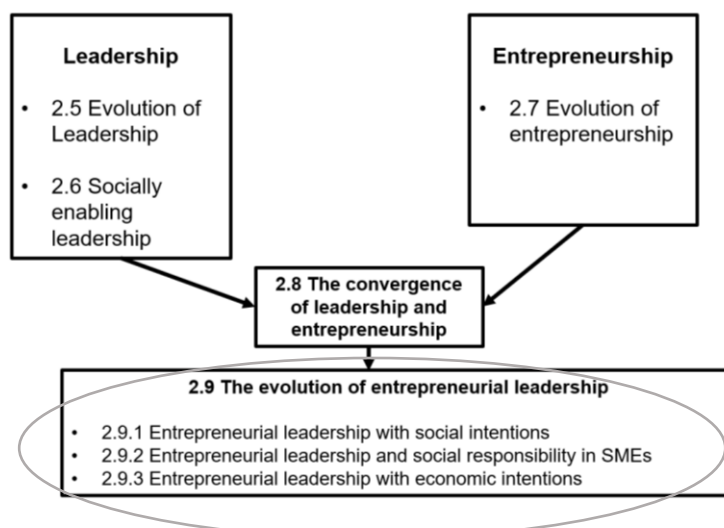 Leadership
• 2.5 Evolution of
Leadership
• 2.6 Socially
enabling
leadership
Entrepreneurship
• 2.7 Evolution of
entrepreneurship
2.8 The convergence
of leadership and
entrepreneurship
2.9 The evolution of entrepreneurial leadership
• 2.9.1 Entrepreneurial leadership with social intentions
• 2.9.2 Entrepreneurial leadership and social responsibility in SMEs
• 2.9.3 Entrepreneurial leadership with economic intentions